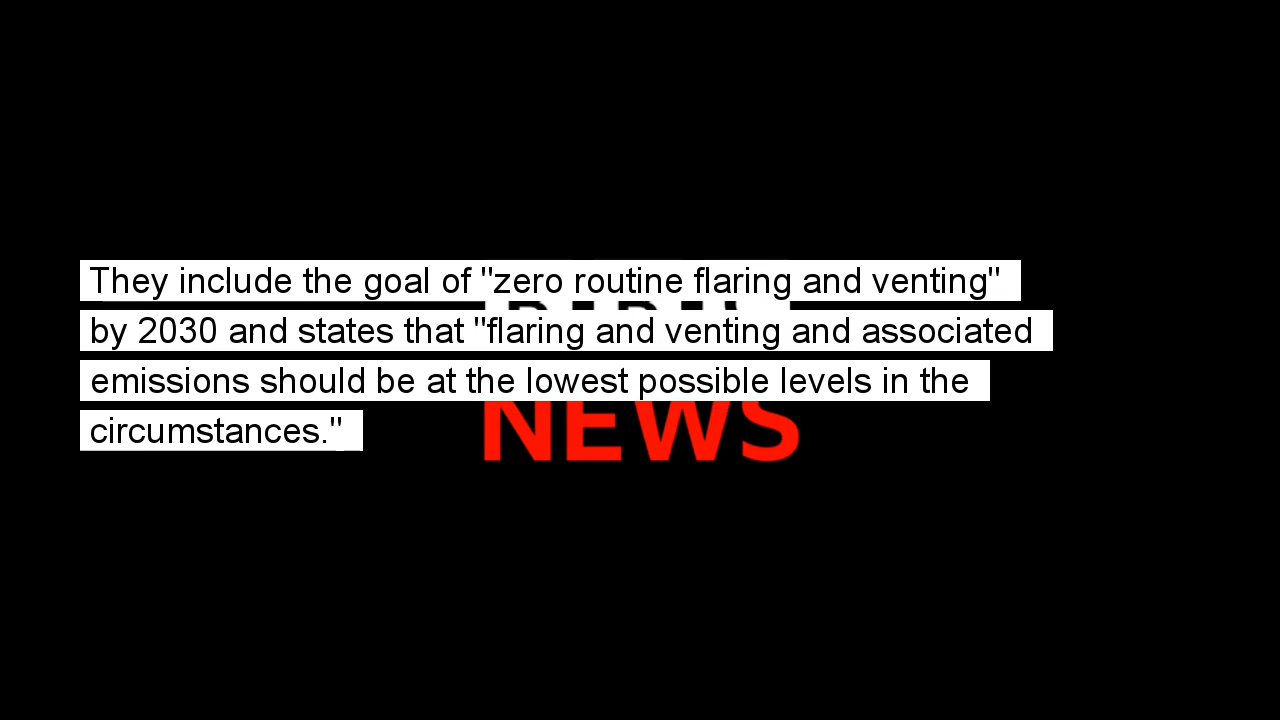 They include the goal of "zero routine flaring and venting"
by 2030 and states that "flaring and venting and associated
emissions should be at the lowest possible levels in the
circumstances."
NEWS